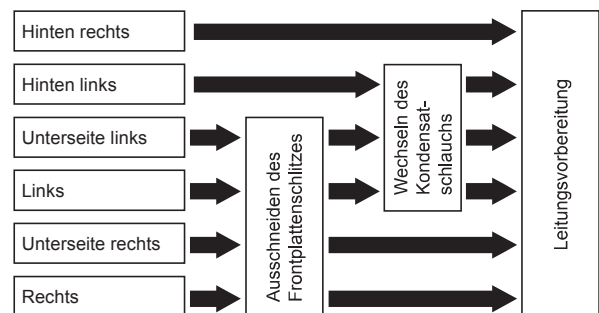 Hinten rechts
Hinten links
Unterseite links
Links
Unterseite rechts
Rechts
Ausschneiden des
Frontplattenschlitzes
Wechseln des
Kondensat-
schlauchs
Leitungsvorbereitung